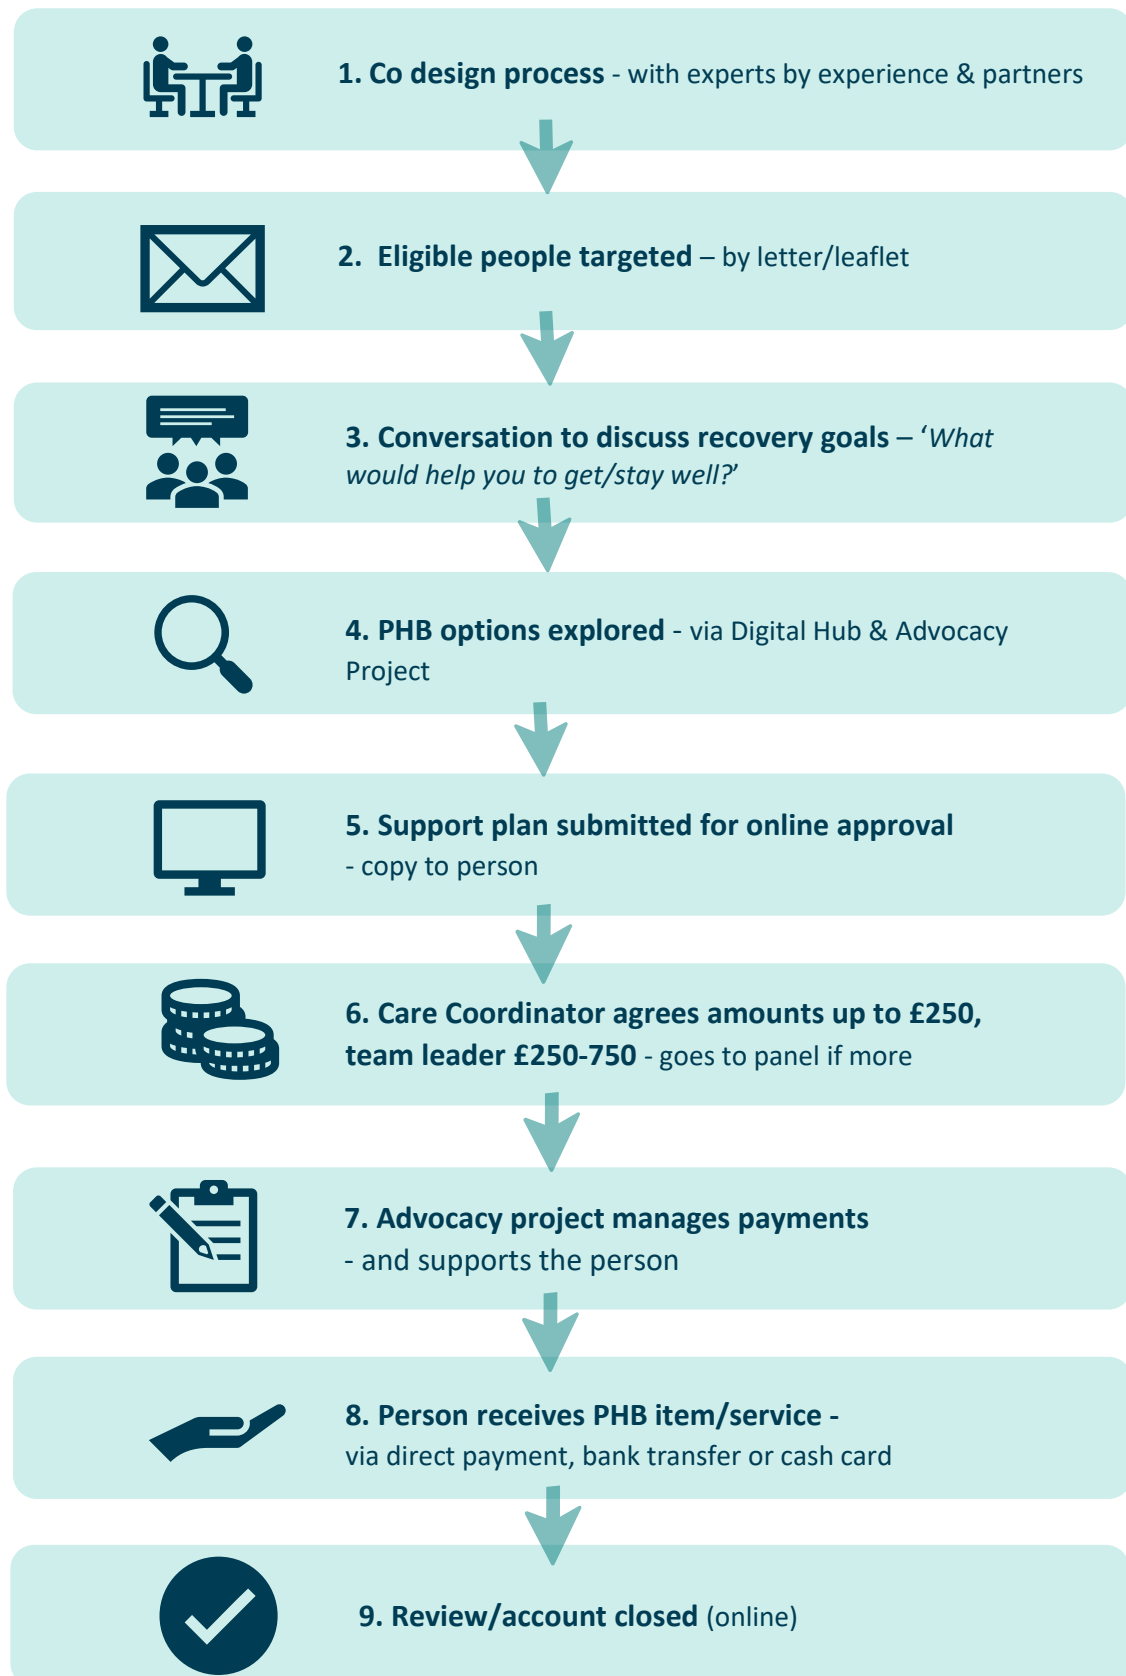 1. Co design process - with experts by experience & partners
2. Eligible people targeted – by letter/leaflet
3. Conversation to discuss recovery goals – ‘What
would help you to get/stay well?’
4. PHB options explored - via Digital Hub & Advocacy
Project
5. Support plan submitted for online approval
- copy to person
6. Care Coordinator agrees amounts up to £250,
team leader £250-750 - goes to panel if more
7. Advocacy project manages payments
- and supports the person
8. Person receives PHB item/service -
via direct payment, bank transfer or cash card
9. Review/account closed (online)